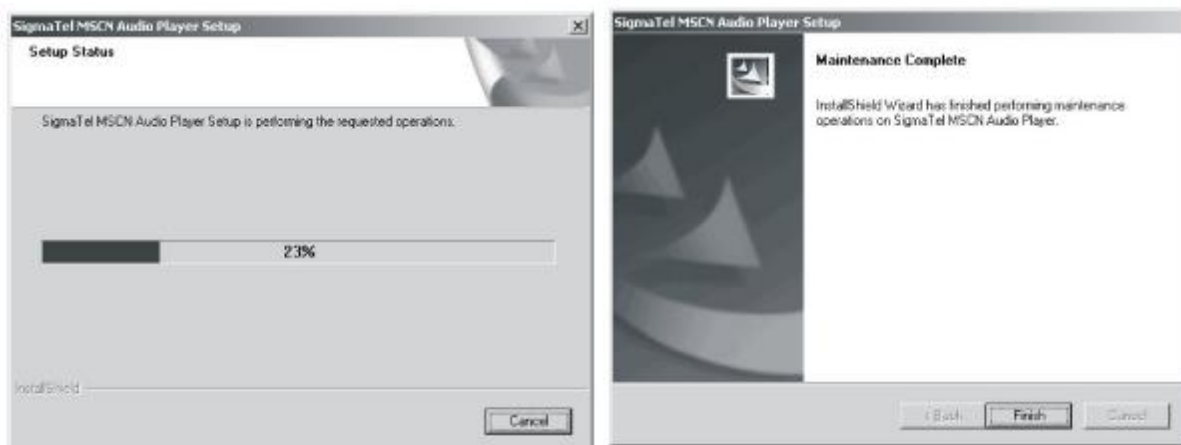 SigmaTel MSCN Audio Player Setup
Setup Status
SigmaTel MSCN Audio Player Setup is performing the requested operations.
23%
InstallShield
Cancel
SigmaTel MSCN Audio Player Setup
Maintenance Complete
InstallShield Wizard has finished performing maintenance
operations on SigmaTel MSCN Audio Player.
< Back
Finish
Cancel